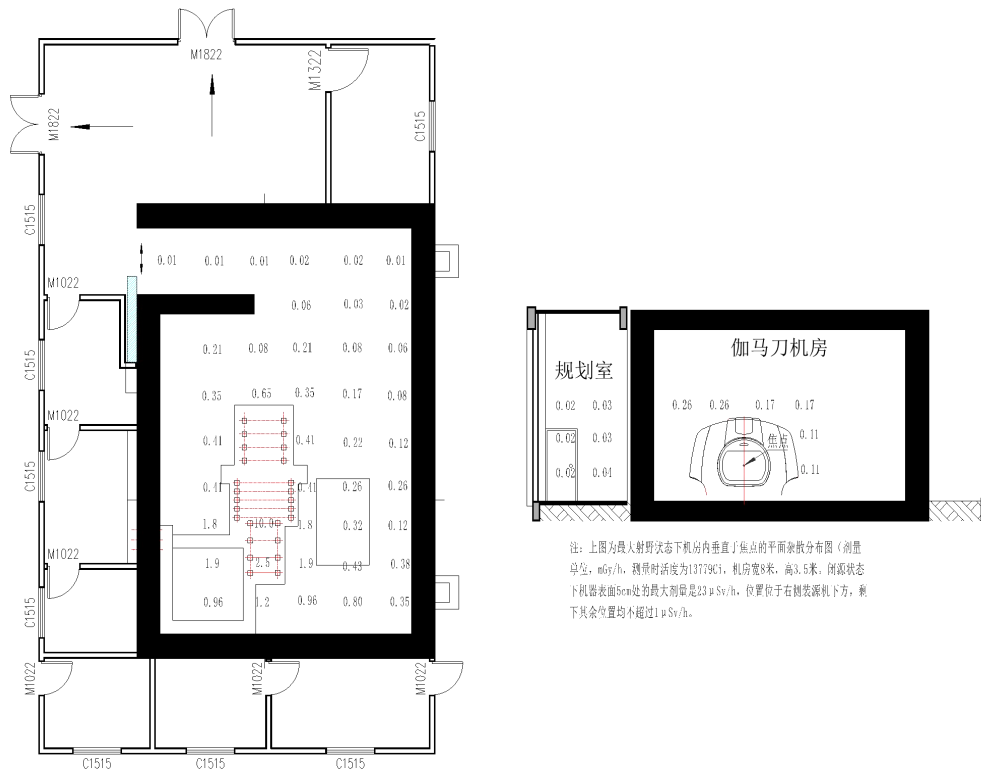 M1822
M1322
M1822
C1515
C1515
0.01 0.01 0.01 0.02 0.02 0.01
M1022
0.06 0.03 0.02
0.21 0.08 0.21 0.08 0.06
C1515
0.35 0.65 0.35 0.17 0.08
M1022
0.41 0.41 0.22 0.12
C1515
0.41 0.41 0.26 0.26
1.8 10.0 1.8 0.32 0.12
M1022
1.9 2.5 1.9 0.43 0.38
C1515
0.96 1.2 0.96 0.80 0.35
M1022 M1022 M1022
C1515 C1515 C1515
规划室
0.02 0.03
0.02 0.03
0.02 0.04
伽马刀机房
0.26 0.26 0.17 0.17
0.11
焦点
0.11
注：上图为最大射野状态下机房内垂直于焦点的平面杂散分布图（剂量
单位，mGy/h，测量时活度为13779Ci，机房宽8米，高3.5米。闭源状态
下机器表面5cm处的最大剂量是23μSv/h，位置位于右侧装源机下方，剩
下其余位置均不超过1μSv/h。